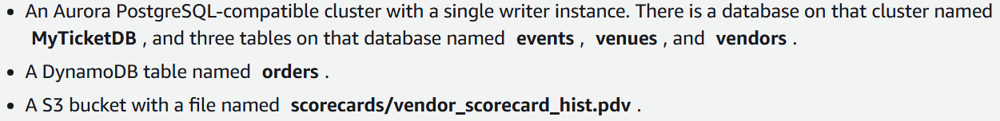 • An Aurora PostgreSQL-compatible cluster with a single writer instance. There is a database on that cluster named
MyTicketDB , and three tables on that database named events , venues , and vendors .
• A DynamoDB table named orders .
• A S3 bucket with a file named scorecards/vendor_scorecard_hist.pdv .